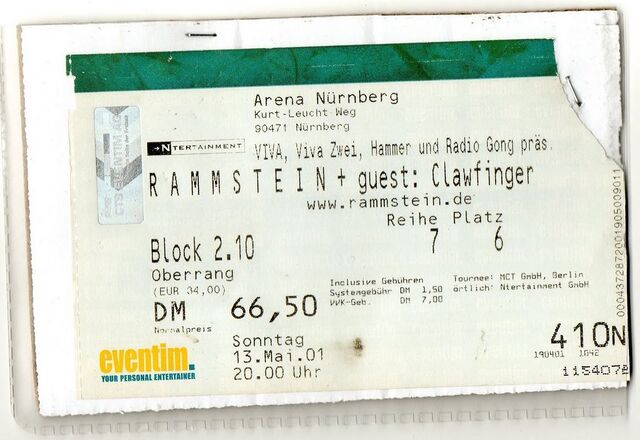 Arena Nürnberg
Kurt-Leucht-Weg
90471 Nürnberg
NTERTAINMENT
VIVA, Viva Zwei, Hammer und Radio Gong präs.
RAMMSTEIN + guest: Clawfinger
www.rammstein.de
Reihe Platz
7 6
Block 2.10
Oberrang
(EUR 34,00)
DM 66,50
Normalpreis
Inclusive Gebühren
Systemgebühr DM 1,50
VVK-Geb. DM 7,00
Tournee: MCT GmbH, Berlin
örtlich: Ntertainment GmbH
Sonntag
13.Mai.01
20.00 Uhr
eventim.
YOUR PERSONAL ENTERTAINER
410N
190401 1042
CTS EVENTIM AG